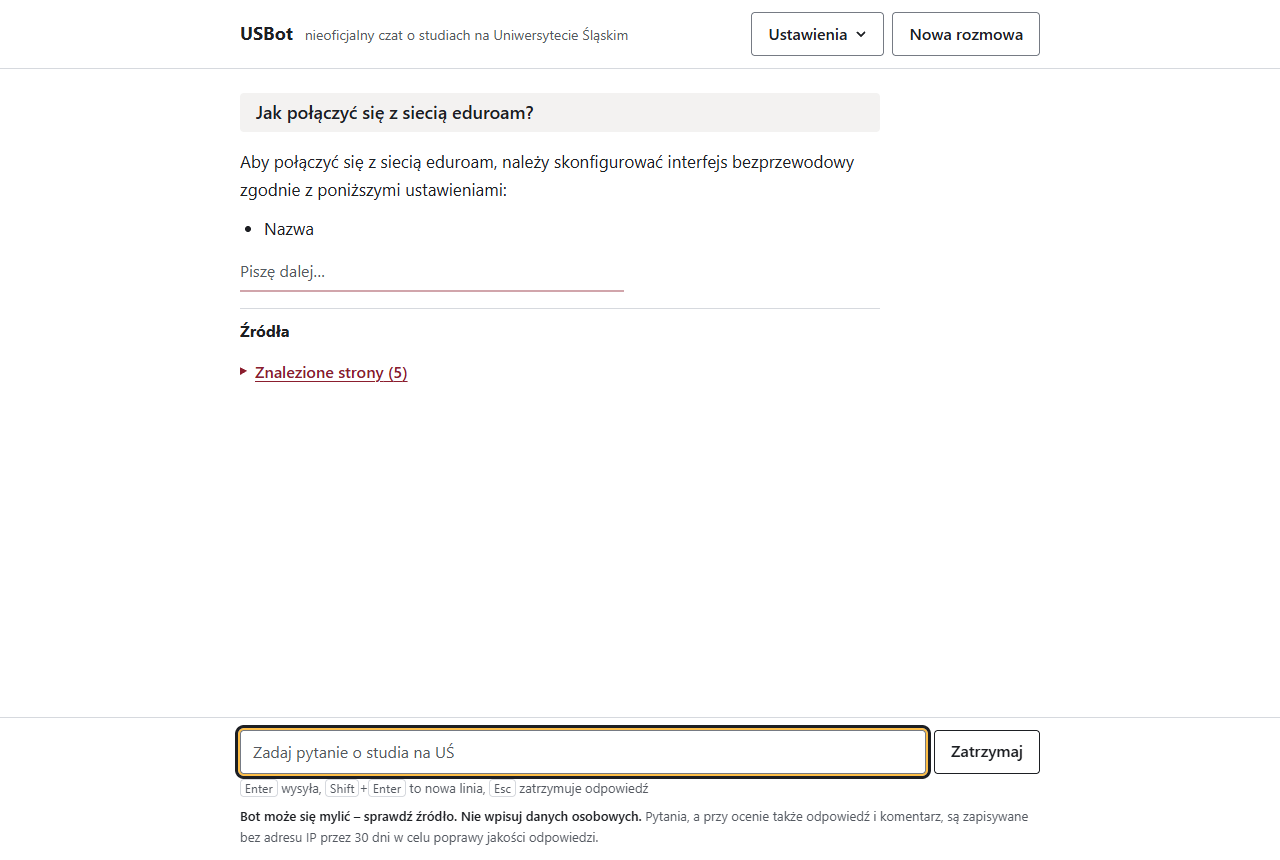 USBot nieoficjalny czat o studiach na Uniwersytecie Śląskim
Ustawienia
Nowa rozmowa
Jak połączyć się z siecią eduroam?
Aby połączyć się z siecią eduroam, należy skonfigurować interfejs bezprzewodowy
zgodnie z poniższymi ustawieniami:
• Nazwa
Piszę dalej...
Źródła
Znalezione strony (5)
Zadaj pytanie o studia na UŚ
Zatrzymaj
Enter wysyła, Shift+Enter to nowa linia, Esc zatrzymuje odpowiedź
Bot może się mylić – sprawdź źródło. Nie wpisuj danych osobowych. Pytania, a przy ocenie także odpowiedź i komentarz, są zapisywane
bez adresu IP przez 30 dni w celu poprawy jakości odpowiedzi.